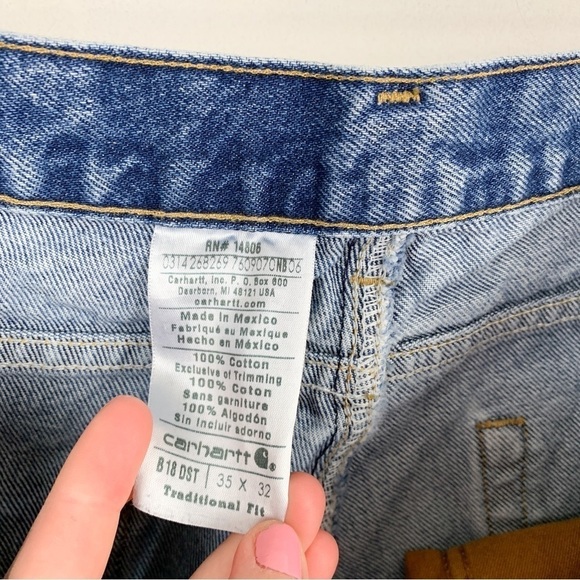 RN# 14806
0314268269 7609070NB06
Carhartt, Inc. P. O. Box 600
Dearborn, MI 48121 USA
carhartt.com
Made in Mexico
Fabriqué au Mexique
Hecho en México
100% Cotton
Exclusive of Trimming
100% Coton
Sans garniture
100% Algodón
Sin incluir adorno
carhartt
B18 DST 35 X 32
Traditional Fit